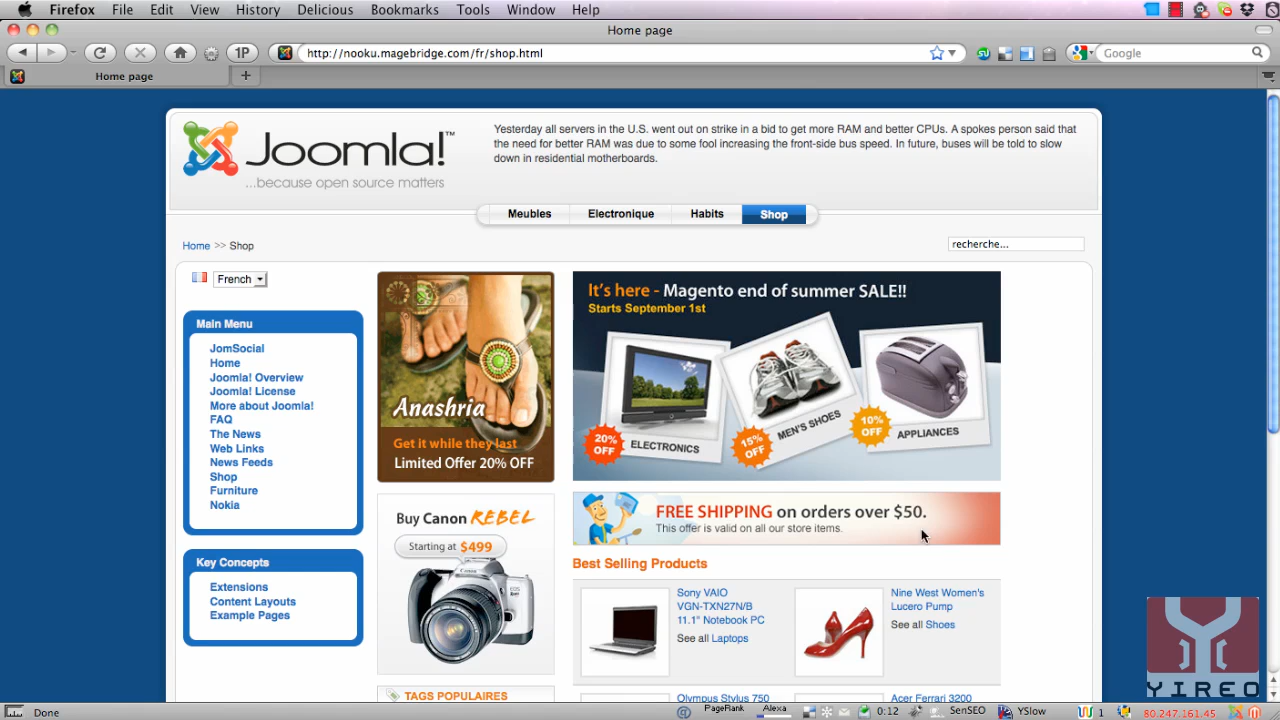 Firefox File Edit View History Delicious Bookmarks Tools Window Help
Home page
1P http://nooku.magebridge.com/fr/shop.html Google
Home page
Joomla!™
...because open source matters
Yesterday all servers in the U.S. went out on strike in a bid to get more RAM and better CPUs. A spokes person said that
the need for better RAM was due to some fool increasing the front-side bus speed. In future, buses will be told to slow
down in residential motherboards.
Meubles Electronique Habits Shop
Home >> Shop
recherche...
French
Main Menu
JomSocial
Home
Joomla! Overview
Joomla! License
More about Joomla!
FAQ
The News
Web Links
News Feeds
Shop
Furniture
Nokia
Key Concepts
Extensions
Content Layouts
Example Pages
Anashria
Get it while they last
Limited Offer 20% OFF
Buy Canon REBEL
Starting at $499
TAGS POPULAIRES
It's here - Magento end of summer SALE!!
Starts September 1st
20% OFF
ELECTRONICS
15% OFF
MEN'S SHOES
10% OFF
APPLIANCES
FREE SHIPPING on orders over $50.
This offer is valid on all our store items.
Best Selling Products
Sony VAIO
VGN-TXN27N/B
11.1" Notebook PC
See all Laptops
Nine West Women's
Lucero Pump
See all Shoes
Olympus Stylus 750
Acer Ferrari 3200
YIREO
Done
PageRank Alexa 0:12 SenSEO YSlow 1 80.247.161.45